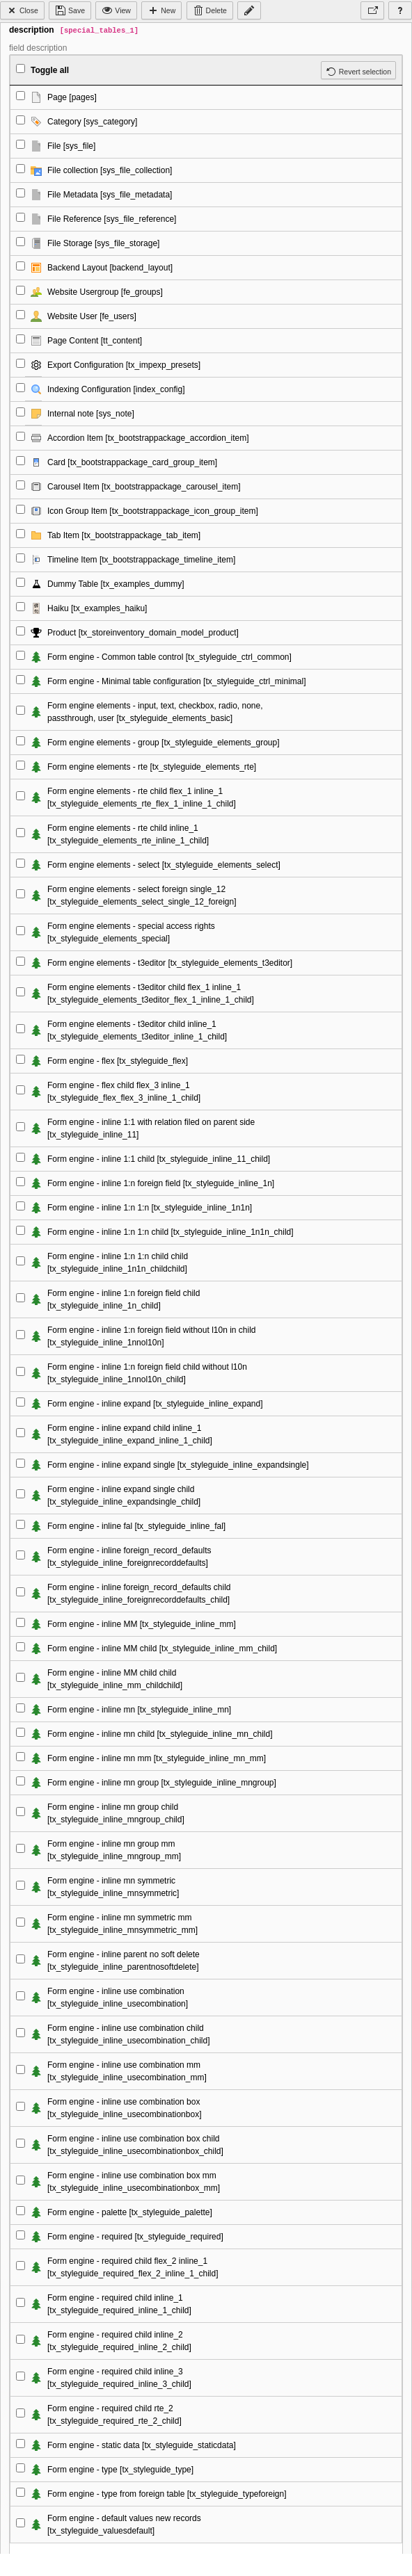 Close Save View New Delete ?
description [special_tables_1]
field description
Toggle all Revert selection
Page [pages]
Category [sys_category]
File [sys_file]
File collection [sys_file_collection]
File Metadata [sys_file_metadata]
File Reference [sys_file_reference]
File Storage [sys_file_storage]
Backend Layout [backend_layout]
Website Usergroup [fe_groups]
Website User [fe_users]
Page Content [tt_content]
Export Configuration [tx_impexp_presets]
Indexing Configuration [index_config]
Internal note [sys_note]
Accordion Item [tx_bootstrappackage_accordion_item]
Card [tx_bootstrappackage_card_group_item]
Carousel Item [tx_bootstrappackage_carousel_item]
Icon Group Item [tx_bootstrappackage_icon_group_item]
Tab Item [tx_bootstrappackage_tab_item]
Timeline Item [tx_bootstrappackage_timeline_item]
Dummy Table [tx_examples_dummy]
Haiku [tx_examples_haiku]
Product [tx_storeinventory_domain_model_product]
Form engine - Common table control [tx_styleguide_ctrl_common]
Form engine - Minimal table configuration [tx_styleguide_ctrl_minimal]
Form engine elements - input, text, checkbox, radio, none,
passthrough, user [tx_styleguide_elements_basic]
Form engine elements - group [tx_styleguide_elements_group]
Form engine elements - rte [tx_styleguide_elements_rte]
Form engine elements - rte child flex_1 inline_1
[tx_styleguide_elements_rte_flex_1_inline_1_child]
Form engine elements - rte child inline_1
[tx_styleguide_elements_rte_inline_1_child]
Form engine elements - select [tx_styleguide_elements_select]
Form engine elements - select foreign single_12
[tx_styleguide_elements_select_single_12_foreign]
Form engine elements - special access rights
[tx_styleguide_elements_special]
Form engine elements - t3editor [tx_styleguide_elements_t3editor]
Form engine elements - t3editor child flex_1 inline_1
[tx_styleguide_elements_t3editor_flex_1_inline_1_child]
Form engine elements - t3editor child inline_1
[tx_styleguide_elements_t3editor_inline_1_child]
Form engine - flex [tx_styleguide_flex]
Form engine - flex child flex_3 inline_1
[tx_styleguide_flex_flex_3_inline_1_child]
Form engine - inline 1:1 with relation filed on parent side
[tx_styleguide_inline_11]
Form engine - inline 1:1 child [tx_styleguide_inline_11_child]
Form engine - inline 1:n foreign field [tx_styleguide_inline_1n]
Form engine - inline 1:n 1:n [tx_styleguide_inline_1n1n]
Form engine - inline 1:n 1:n child [tx_styleguide_inline_1n1n_child]
Form engine - inline 1:n 1:n child child
[tx_styleguide_inline_1n1n_childchild]
Form engine - inline 1:n foreign field child
[tx_styleguide_inline_1n_child]
Form engine - inline 1:n foreign field without l10n in child
[tx_styleguide_inline_1nnol10n]
Form engine - inline 1:n foreign field child without l10n
[tx_styleguide_inline_1nnol10n_child]
Form engine - inline expand [tx_styleguide_inline_expand]
Form engine - inline expand child inline_1
[tx_styleguide_inline_expand_inline_1_child]
Form engine - inline expand single [tx_styleguide_inline_expandsingle]
Form engine - inline expand single child
[tx_styleguide_inline_expandsingle_child]
Form engine - inline fal [tx_styleguide_inline_fal]
Form engine - inline foreign_record_defaults
[tx_styleguide_inline_foreignrecorddefaults]
Form engine - inline foreign_record_defaults child
[tx_styleguide_inline_foreignrecorddefaults_child]
Form engine - inline MM [tx_styleguide_inline_mm]
Form engine - inline MM child [tx_styleguide_inline_mm_child]
Form engine - inline MM child child
[tx_styleguide_inline_mm_childchild]
Form engine - inline mn [tx_styleguide_inline_mn]
Form engine - inline mn child [tx_styleguide_inline_mn_child]
Form engine - inline mn mm [tx_styleguide_inline_mn_mm]
Form engine - inline mn group [tx_styleguide_inline_mngroup]
Form engine - inline mn group child
[tx_styleguide_inline_mngroup_child]
Form engine - inline mn group mm
[tx_styleguide_inline_mngroup_mm]
Form engine - inline mn symmetric
[tx_styleguide_inline_mnsymmetric]
Form engine - inline mn symmetric mm
[tx_styleguide_inline_mnsymmetric_mm]
Form engine - inline parent no soft delete
[tx_styleguide_inline_parentnosoftdelete]
Form engine - inline use combination
[tx_styleguide_inline_usecombination]
Form engine - inline use combination child
[tx_styleguide_inline_usecombination_child]
Form engine - inline use combination mm
[tx_styleguide_inline_usecombination_mm]
Form engine - inline use combination box
[tx_styleguide_inline_usecombinationbox]
Form engine - inline use combination box child
[tx_styleguide_inline_usecombinationbox_child]
Form engine - inline use combination box mm
[tx_styleguide_inline_usecombinationbox_mm]
Form engine - palette [tx_styleguide_palette]
Form engine - required [tx_styleguide_required]
Form engine - required child flex_2 inline_1
[tx_styleguide_required_flex_2_inline_1_child]
Form engine - required child inline_1
[tx_styleguide_required_inline_1_child]
Form engine - required child inline_2
[tx_styleguide_required_inline_2_child]
Form engine - required child inline_3
[tx_styleguide_required_inline_3_child]
Form engine - required child rte_2
[tx_styleguide_required_rte_2_child]
Form engine - static data [tx_styleguide_staticdata]
Form engine - type [tx_styleguide_type]
Form engine - type from foreign table [tx_styleguide_typeforeign]
Form engine - default values new records
[tx_styleguide_valuesdefault]